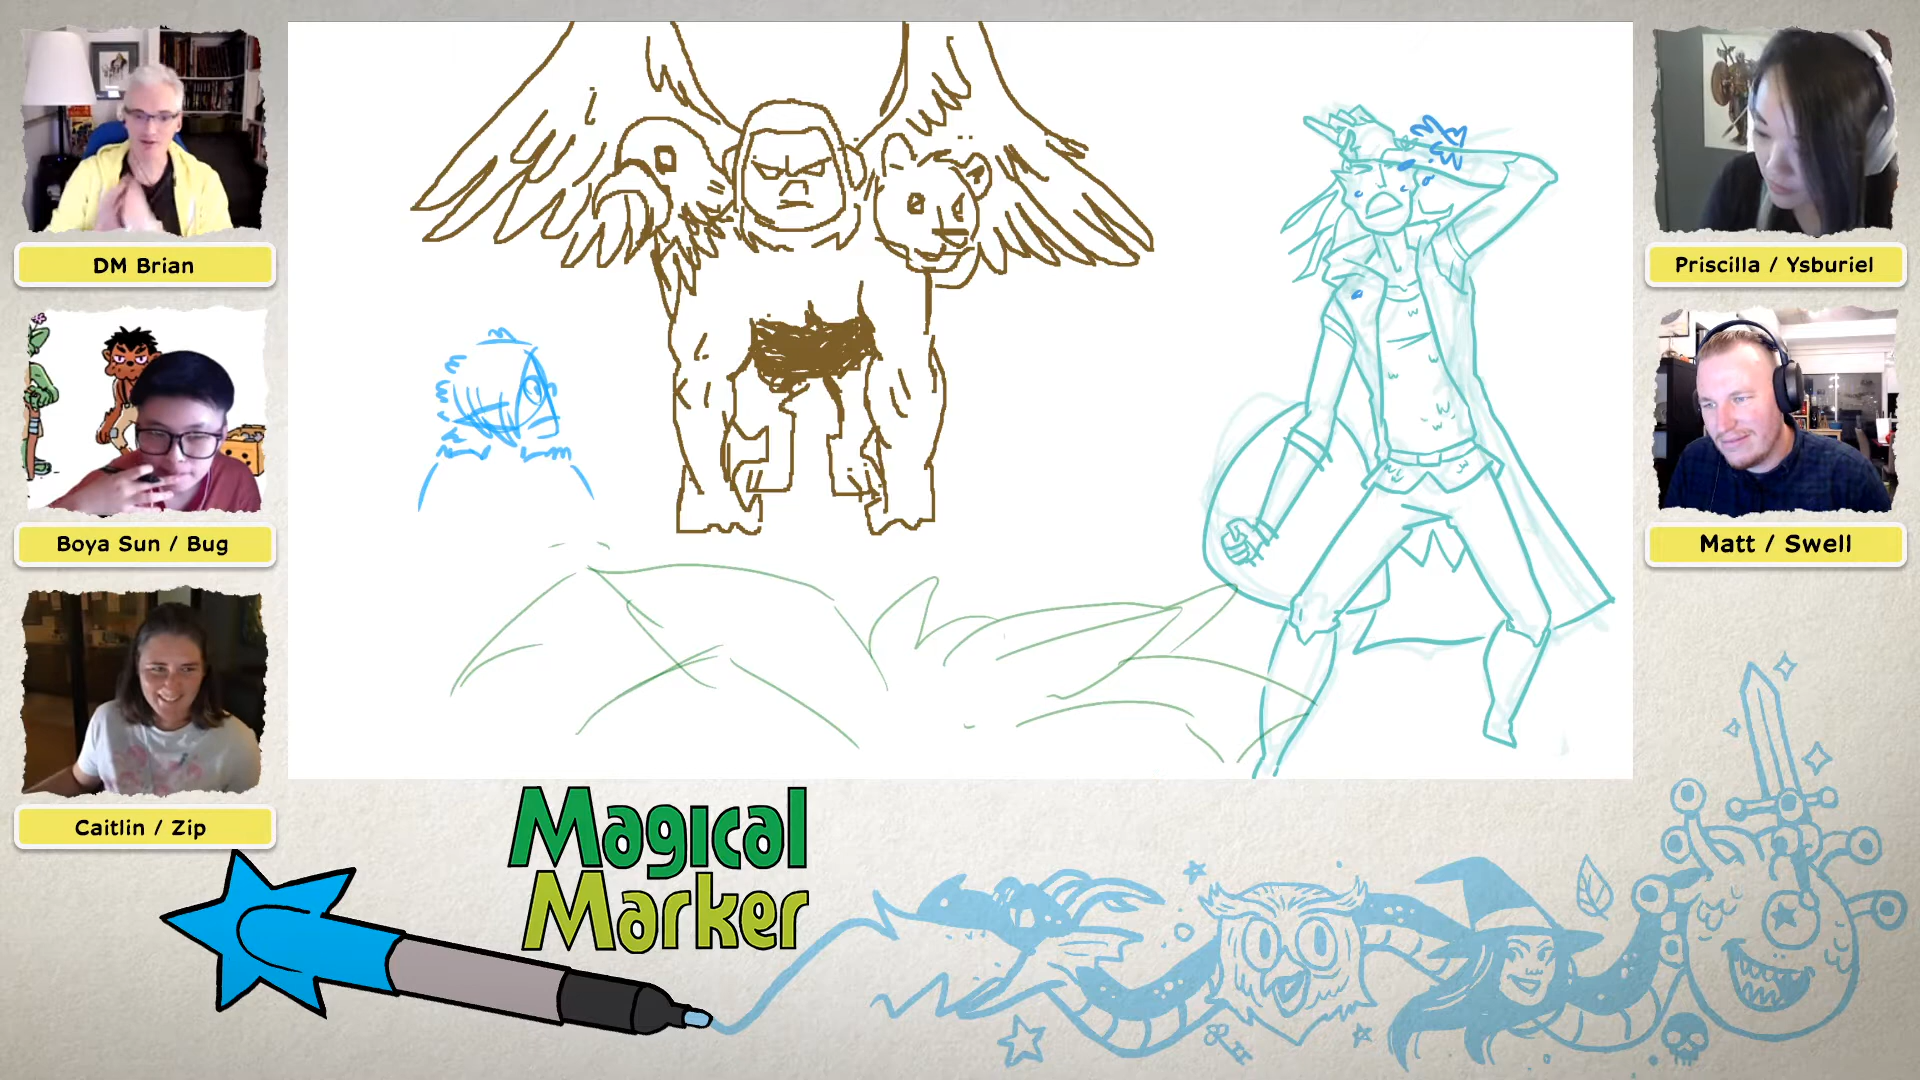 DM Brian
Priscilla / Ysburiel
Boya Sun / Bug
Matt / Swell
Caitlin / Zip
Magical
Marker